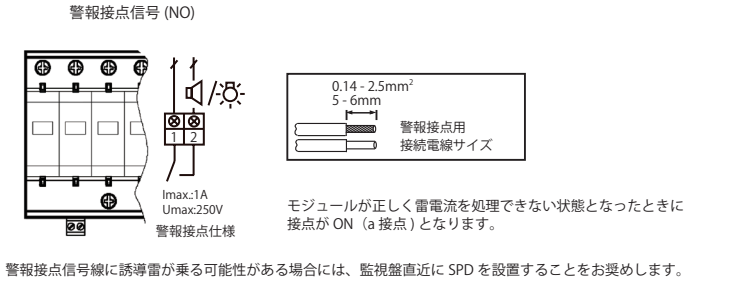 警報接点信号 (NO)
0.14 - 2.5mm²
5 - 6mm
警報接点用
接続電線サイズ
1 2
Imax.:1A
Umax:250V
警報接点仕様
モジュールが正しく雷電流を処理できない状態となったときに
接点が ON（a 接点 ) となります。
警報接点信号線に誘導雷が乗る可能性がある場合には、監視盤直近に SPD を設置することをお奨めします。